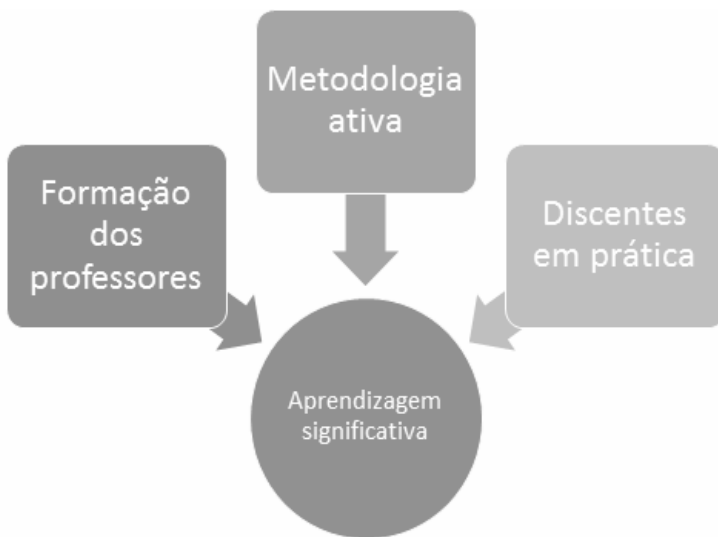 Metodologia
ativa
Formação
dos
professores
Discentes
em prática
Aprendizagem
significativa